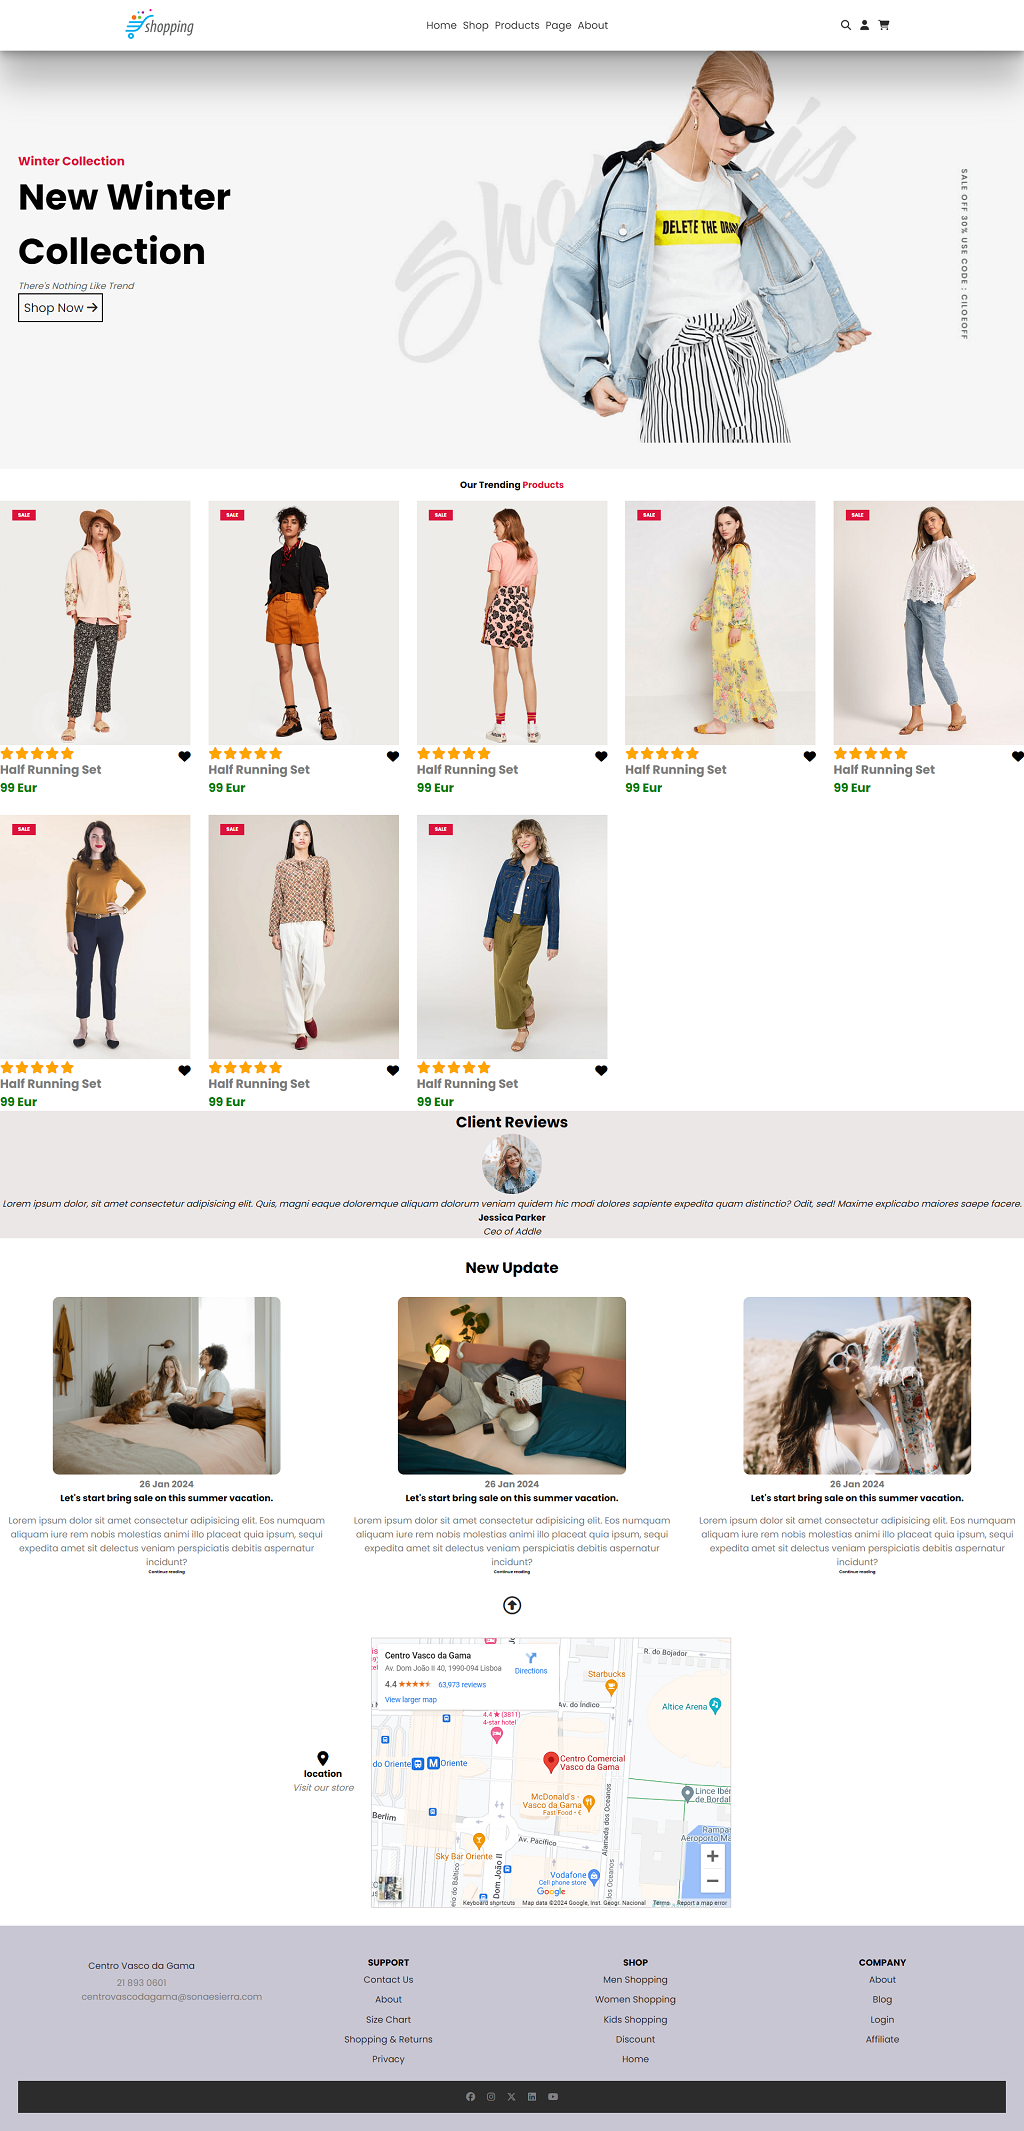 shopping
Home Shop Products Page About
Winter Collection
New Winter
Collection
There's Nothing Like Trend
Shop Now
DELETE THE
SALE OFF 30% USE CODE : CILOEOFF
Our Trending Products
SALE SALE SALE SALE SALE
Half Running Set Half Running Set Half Running Set Half Running Set Half Running Set
99 Eur 99 Eur 99 Eur 99 Eur 99 Eur
SALE SALE SALE
Half Running Set Half Running Set Half Running Set
99 Eur 99 Eur 99 Eur
Client Reviews
Lorem ipsum dolor, sit amet consectetur adipisicing elit. Quis, magni eaque doloremque aliquam dolorum veniam quidem hic modi dolores sapiente expedita quam distinctio? Odit, sed! Maxime explicabo maiores saepe facere.
Jessica Parker
Ceo of Addle
New Update
26 Jan 2024
Let's start bring sale on this summer vacation.
Lorem ipsum dolor sit amet consectetur adipisicing elit. Eos numquam
aliquam iure rem nobis molestias animi illo placeat quia ipsum, sequi
expedita amet sit delectus veniam perspiciatis debitis aspernatur
incidunt?
Continue reading
26 Jan 2024
Let's start bring sale on this summer vacation.
Lorem ipsum dolor sit amet consectetur adipisicing elit. Eos numquam
aliquam iure rem nobis molestias animi illo placeat quia ipsum, sequi
expedita amet sit delectus veniam perspiciatis debitis aspernatur
incidunt?
Continue reading
26 Jan 2024
Let's start bring sale on this summer vacation.
Lorem ipsum dolor sit amet consectetur adipisicing elit. Eos numquam
aliquam iure rem nobis molestias animi illo placeat quia ipsum, sequi
expedita amet sit delectus veniam perspiciatis debitis aspernatur
incidunt?
Continue reading
location
Visit our store
Centro Vasco da Gama
Av. Dom João II 40, 1990-094 Lisboa
4.4 63,973 reviews
View larger map
Directions
R. do Bojador
Starbucks
Altice Arena
Av. do Índico
4.4 ★ (3811)
4-star hotel
do Oriente
M Oriente
Centro Comercial
Vasco da Gama
McDonald's -
Vasco da Gama
Fast Food • €
Berlim
Av. Pacífico
Alameda dos Oceanos
Sky Bar Oriente
Dom João II
Vodafone
Cell phone store
Google
Keyboard shortcuts Map data ©2024 Google, Inst. Geogr. Nacional Terms Report a map error
Centro Vasco da Gama
21 893 0601
centrovascodagama@sonaesierra.com
SUPPORT
Contact Us
About
Size Chart
Shopping & Returns
Privacy
SHOP
Men Shopping
Women Shopping
Kids Shopping
Discount
Home
COMPANY
About
Blog
Login
Affiliate